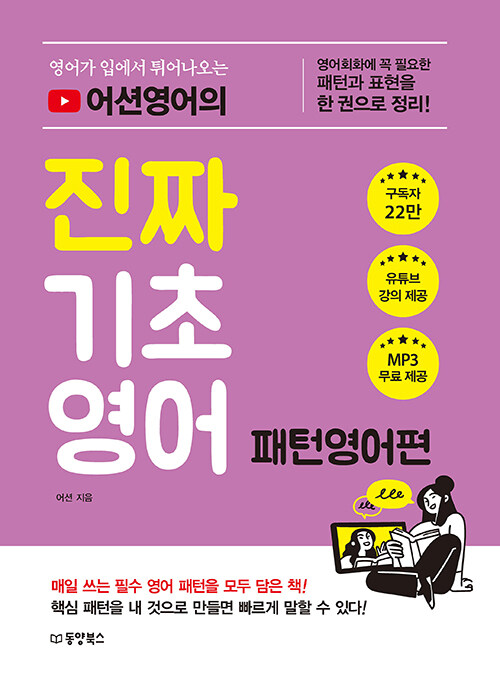 영어가 입에서 튀어나오는
어션영어의
영어회화에 꼭 필요한
패턴과 표현을
한 권으로 정리!
진짜
기초
영어
패턴영어편
구독자
22만
유튜브
강의 제공
MP3
무료 제공
어션 지음
매일 쓰는 필수 영어 패턴을 모두 담은 책!
핵심 패턴을 내 것으로 만들면 빠르게 말할 수 있다!
동양북스